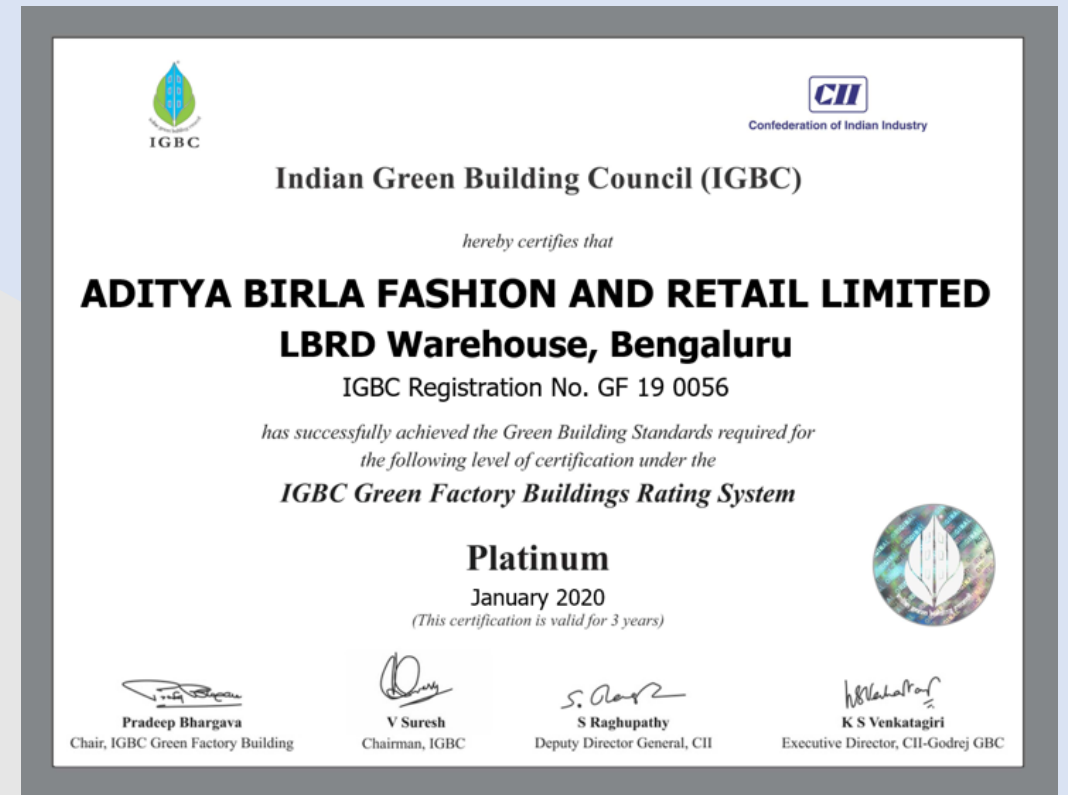 IGBC
CII
Confederation of Indian Industry
Indian Green Building Council (IGBC)
hereby certifies that
ADITYA BIRLA FASHION AND RETAIL LIMITED
LBRD Warehouse, Bengaluru
IGBC Registration No. GF 19 0056
has successfully achieved the Green Building Standards required for
the following level of certification under the
IGBC Green Factory Buildings Rating System
Platinum
January 2020
(This certification is valid for 3 years)
Pradeep Bhargava
Chair, IGBC Green Factory Building
V Suresh
Chairman, IGBC
S Raghupathy
Deputy Director General, CII
K S Venkatagiri
Executive Director, CII-Godrej GBC